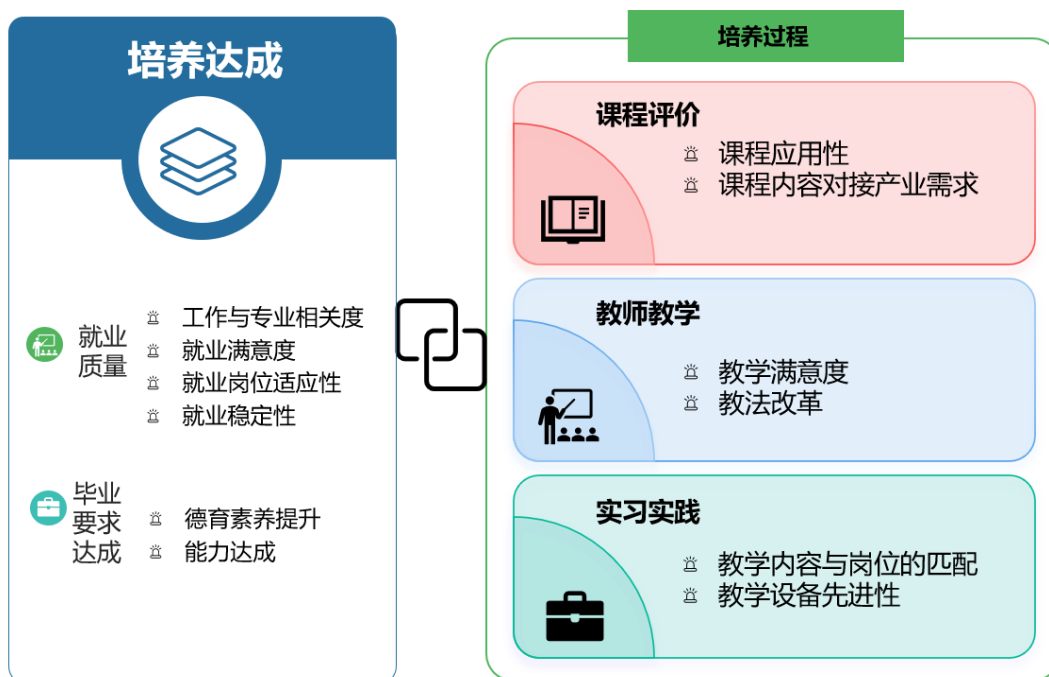 培养达成
就业
质量
工作与专业相关度
就业满意度
就业岗位适应性
就业稳定性
毕业
要求
达成
德育素养提升
能力达成
培养过程
课程评价
课程应用性
课程内容对接产业需求
教师教学
教学满意度
教法改革
实习实践
教学内容与岗位的匹配
教学设备先进性